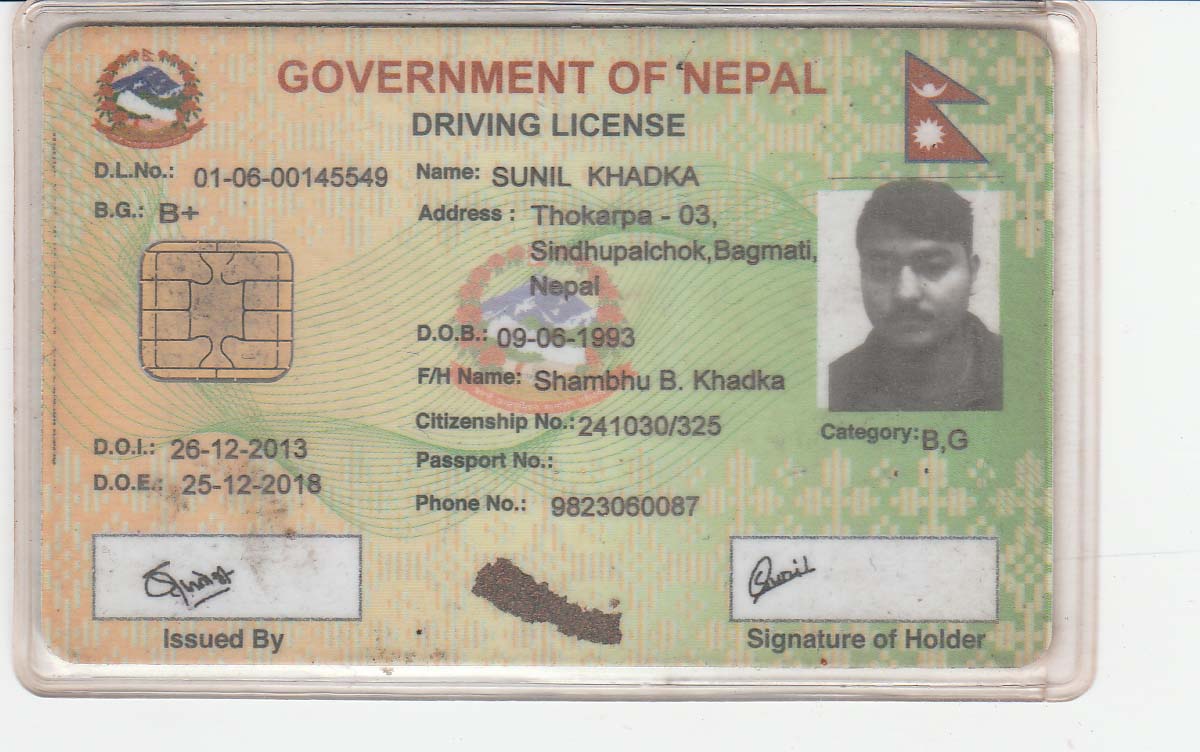 GOVERNMENT OF NEPAL
DRIVING LICENSE
D.L.No.: 01-06-00145549
B.G.: B+
Name: SUNIL KHADKA
Address : Thokarpa - 03,
Sindhupalchok,Bagmati,
Nepal
D.O.B.: 09-06-1993
F/H Name: Shambhu B. Khadka
Citizenship No.: 241030/325
Passport No.:
Phone No.: 9823060087
Category: B,G
D.O.I.: 26-12-2013
D.O.E.: 25-12-2018
Issued By
Sunil
Signature of Holder